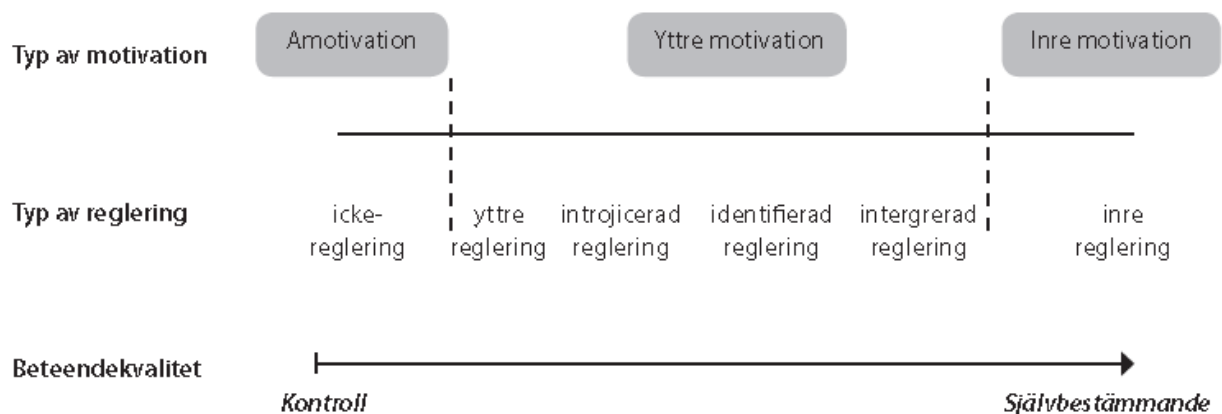 Typ av motivation
Amotivation
Yttre motivation
Inre motivation
Typ av reglering
icke-
reglering
yttre
reglering
introjicerad
reglering
identifierad
reglering
intergrerad
reglering
inre
reglering
Beteendekvalitet
Kontroll
Självbestämmande